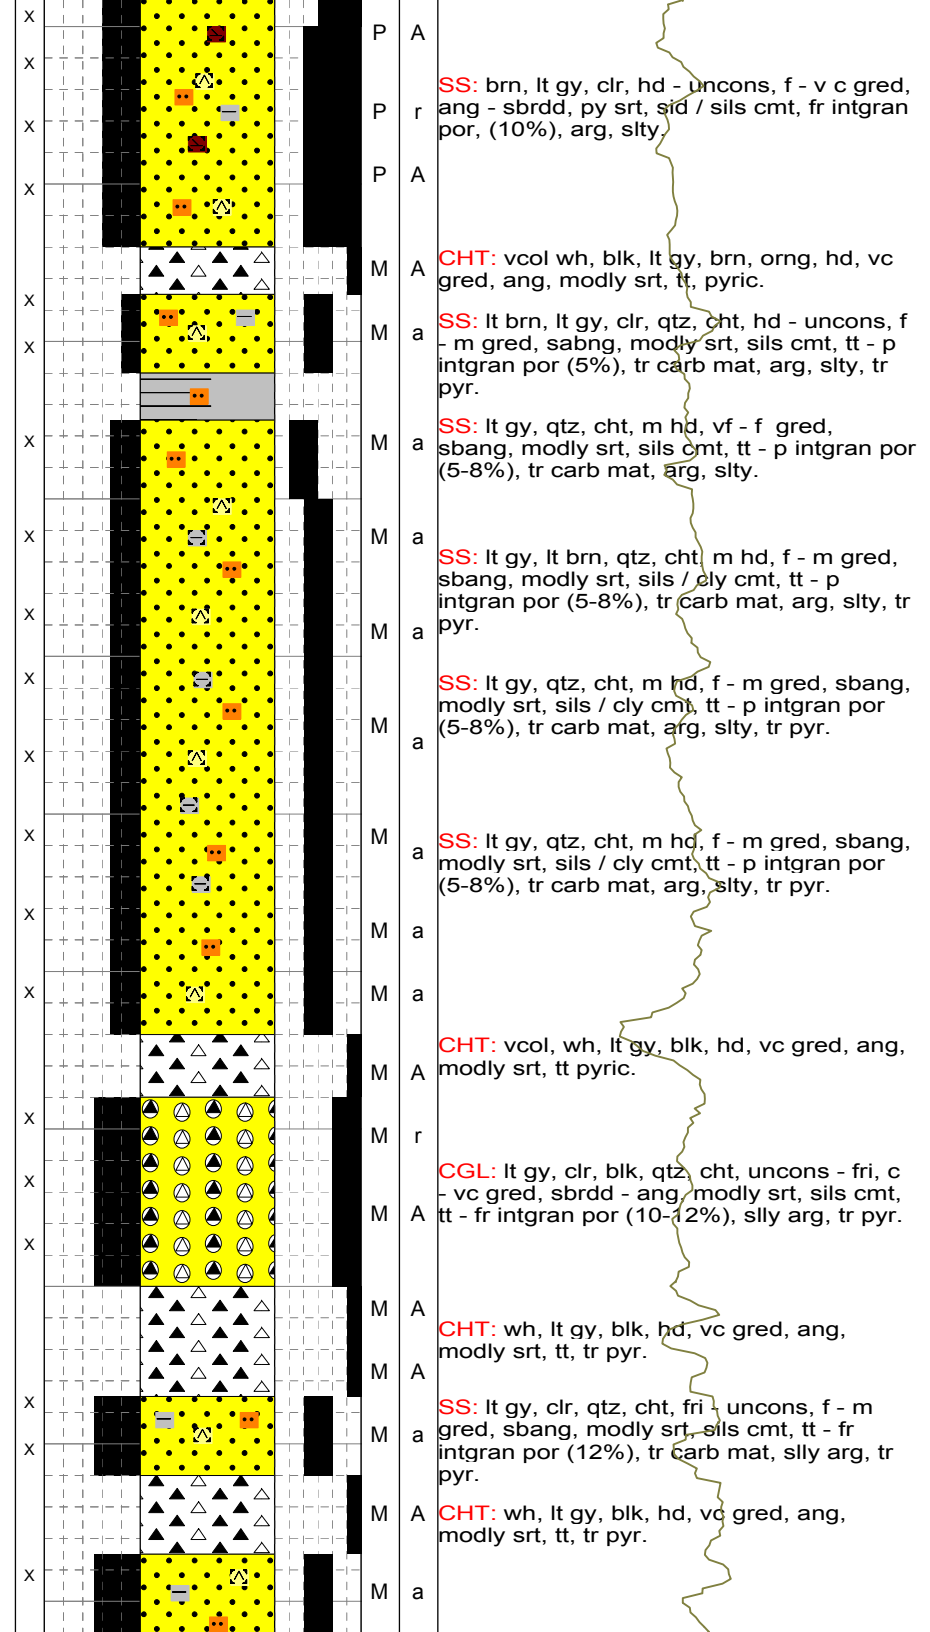 X
P A
X
SS: brn, lt gy, clr, hd - uncons, f - v c gred,
P r ang - sbrdd, py srt, sid / sils cmt, fr intgran
X
por, (10%), arg, slty.
P A
X
CHT: vcol wh, blk, lt gy, brn, orng, hd, vc
M A
gred, ang, modly srt, tt, pyric.
X
SS: lt brn, lt gy, clr, qtz, cht, hd - uncons, f
M a
- m gred, sabng, modly srt, sils cmt, tt - p
X
intgran por (5%), tr carb mat, arg, slty, tr
pyr.
SS: lt gy, qtz, cht, m hd, vf - f gred,
X M a
sbang, modly srt, sils cmt, tt - p intgran por
(5-8%), tr carb mat, arg, slty.
X M a
SS: lt gy, lt brn, qtz, cht, m hd, f - m gred,
sbang, modly srt, sils / cly cmt, tt - p
intgran por (5-8%), tr carb mat, arg, slty, tr
X
pyr.
M a
X
SS: lt gy, qtz, cht, m hd, f - m gred, sbang,
modly srt, sils / cly cmt, tt - p intgran por
(5-8%), tr carb mat, arg, slty, tr pyr.
M
a
X
X M
SS: lt gy, qtz, cht, m hd, f - m gred, sbang,
a
modly srt, sils / cly cmt, tt - p intgran por
(5-8%), tr carb mat, arg, slty, tr pyr.
X
M a
X M a
CHT: vcol, wh, lt gy, blk, hd, vc gred, ang,
M A
modly srt, tt pyric.
X
M r
CGL: lt gy, clr, blk, qtz, cht, uncons - fri, c
X
- vc gred, sbrdd - ang, modly srt, sils cmt,
M A
tt - fr intgran por (10-12%), slly arg, tr pyr.
X
M A
CHT: wh, lt gy, blk, hd, vc gred, ang,
modly srt, tt, tr pyr.
M A
X
SS: lt gy, clr, qtz, cht, fri - uncons, f - m
gred, sbang, modly srt, sils cmt, tt - fr
M a
X
intgran por (12%), tr carb mat, slly arg, tr
pyr.
M A
CHT: wh, lt gy, blk, hd, vc gred, ang,
modly srt, tt, tr pyr.
X
M a